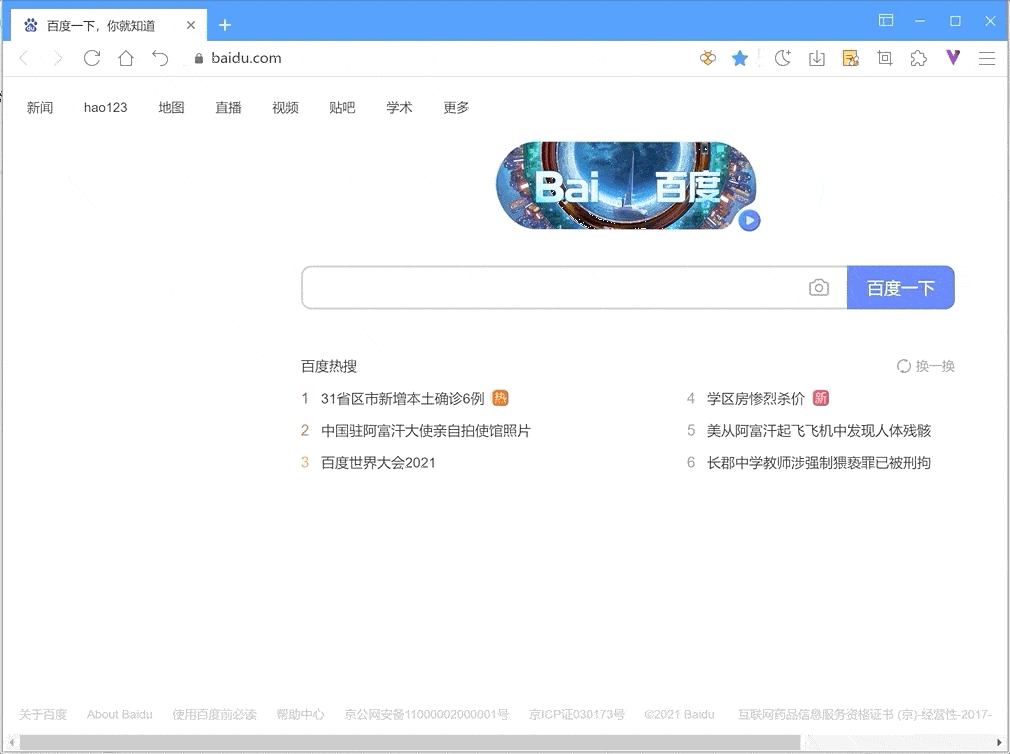 百度一下，你就知道
baidu.com
新闻 hao123 地图 直播 视频 贴吧 学术 更多
Bai 百度
百度一下
百度热搜 换一换
1 31省区市新增本土确诊6例 热
4 学区房惨烈杀价 新
2 中国驻阿富汗大使亲自拍使馆照片
5 美从阿富汗起飞飞机中发现人体残骸
3 百度世界大会2021
6 长郡中学教师涉强制猥亵罪已被刑拘
关于百度 About Baidu 使用百度前必读 帮助中心 京公网安备11000002000001号 京ICP证030173号 ©2021 Baidu 互联网药品信息服务资格证书 (京)-经营性-2017-